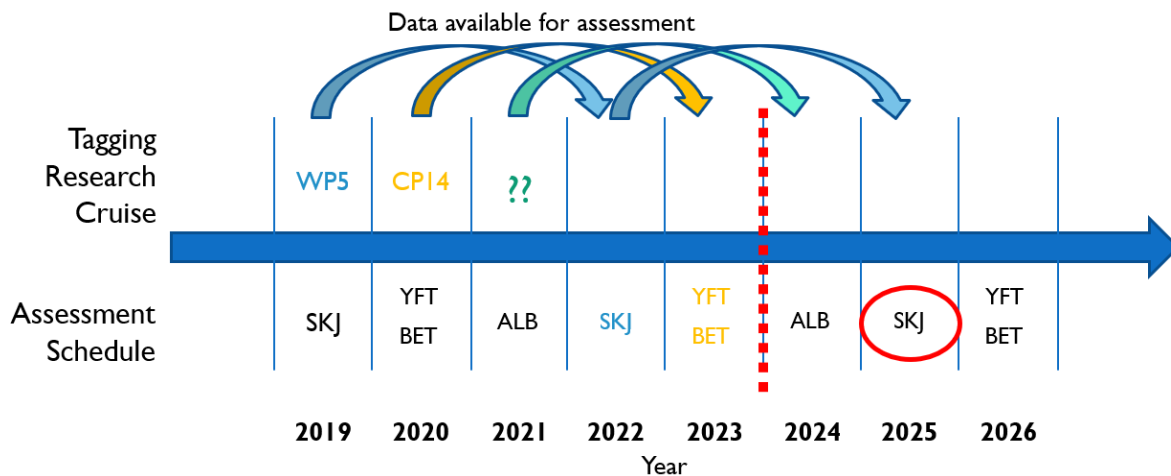 Data available for assessment
Tagging
Research
Cruise
WP5 CP14 ??
Assessment
Schedule
SKJ YFT BET ALB SKJ YFT BET ALB SKJ YFT BET
2019 2020 2021 2022 2023 2024 2025 2026
Year